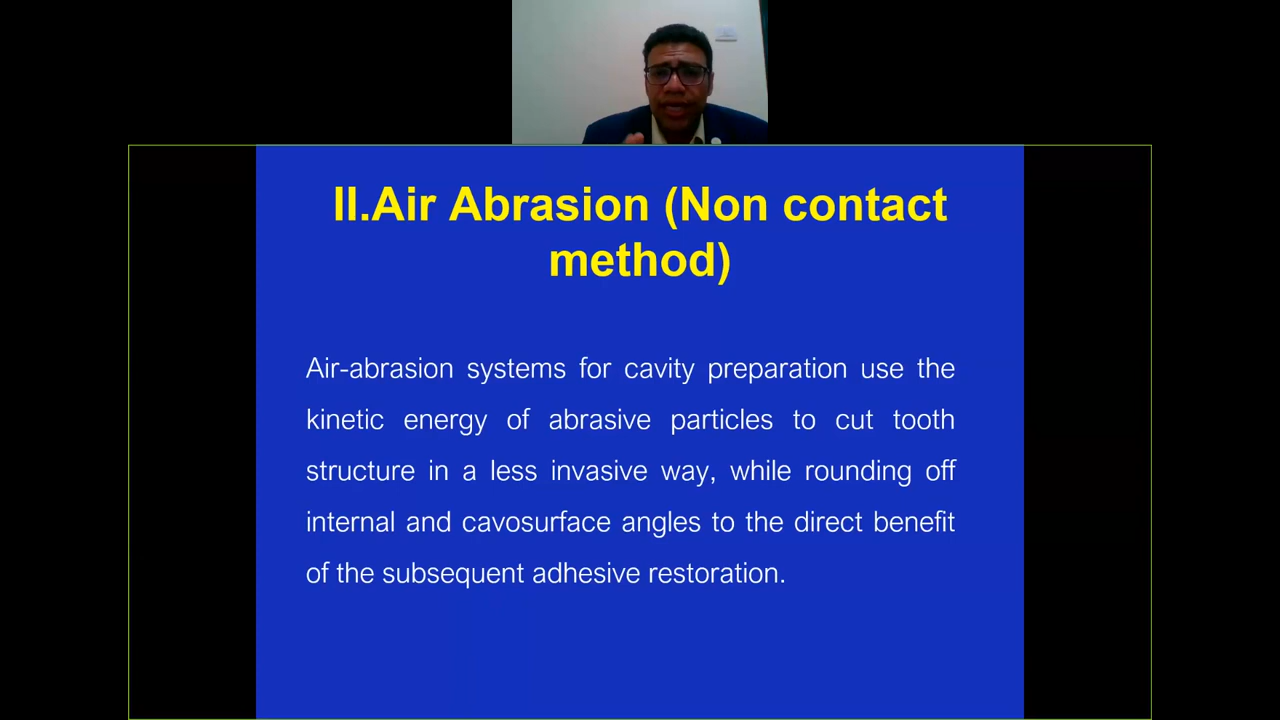 II.Air Abrasion (Non contact
method)
Air-abrasion systems for cavity preparation use the
kinetic energy of abrasive particles to cut tooth
structure in a less invasive way, while rounding off
internal and cavosurface angles to the direct benefit
of the subsequent adhesive restoration.